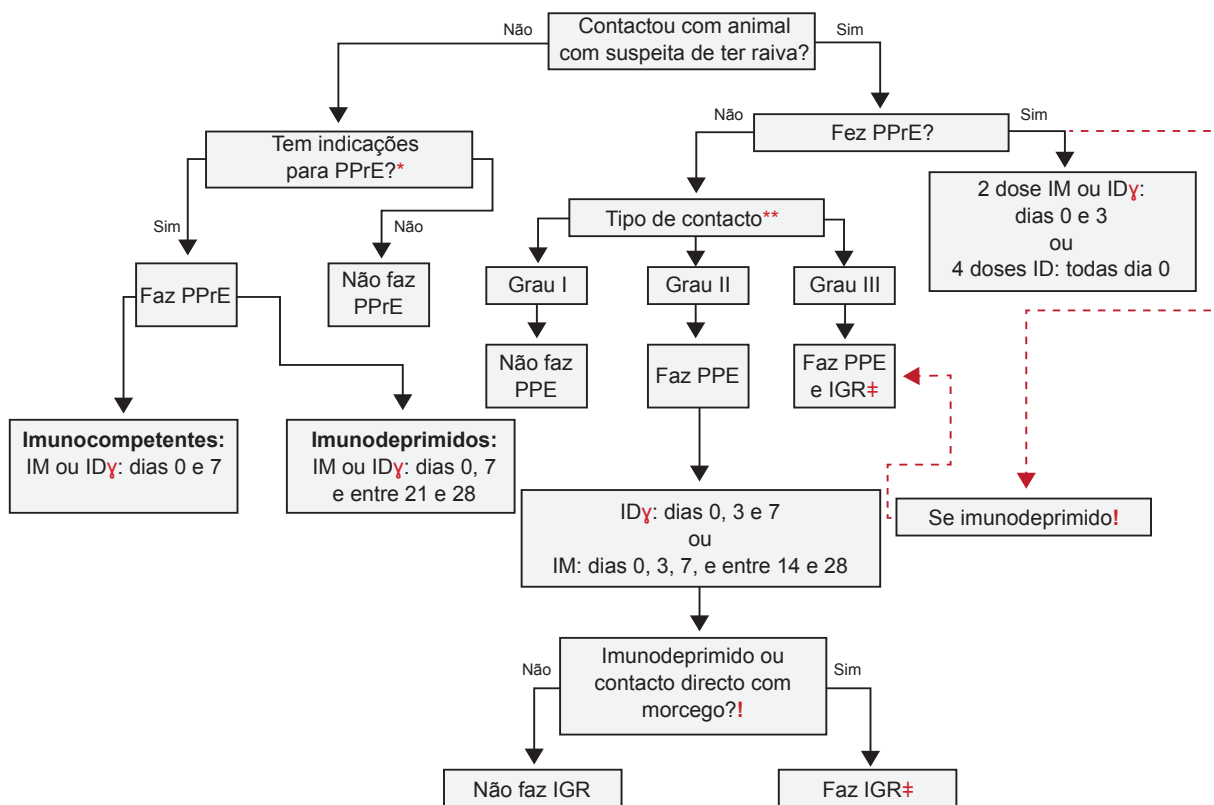 Contactou com animal
com suspeita de ter raiva?
Não
Sim
Tem indicações
para PPrE?*
Não
Fez PPrE?
Sim
2 dose IM ou IDɣ:
dias 0 e 3
ou
4 doses ID: todas dia 0
Tipo de contacto**
Sim
Não
Faz PPrE
Não faz
PPrE
Grau I
Grau II
Grau III
Não faz
PPE
Faz PPE
Faz PPE
e IGRǂ
Imunocompetentes:
IM ou IDɣ: dias 0 e 7
Imunodeprimidos:
IM ou IDɣ: dias 0, 7
e entre 21 e 28
IDɣ: dias 0, 3 e 7
ou
IM: dias 0, 3, 7, e entre 14 e 28
Se imunodeprimido!
Não
Imunodeprimido ou
contacto directo com
morcego?!
Sim
Não faz IGR
Faz IGRǂ